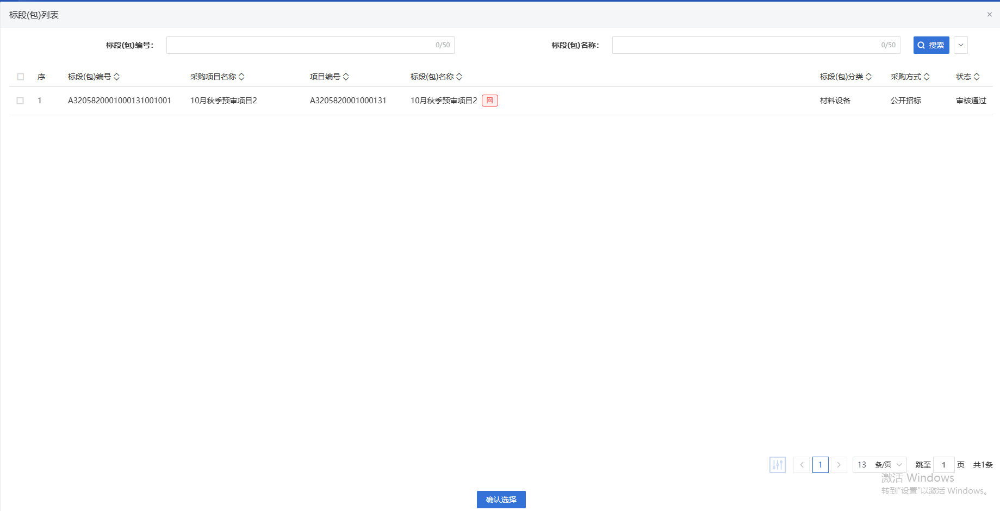 标段(包)列表
标段(包)编号： 0/50 标段(包)名称： 0/50 搜索
序 标段(包)编号 采购项目名称 项目编号 标段(包)名称 标段(包)分类 采购方式 状态
1 A3205820001000131001001 10月秋季预审项目2 A3205820001000131 10月秋季预审项目2 网 材料设备 公开招标 审核通过
1 13 条/页 跳至 1 页 共1条
激活 Windows
转到"设置"以激活 Windows。
确认选择